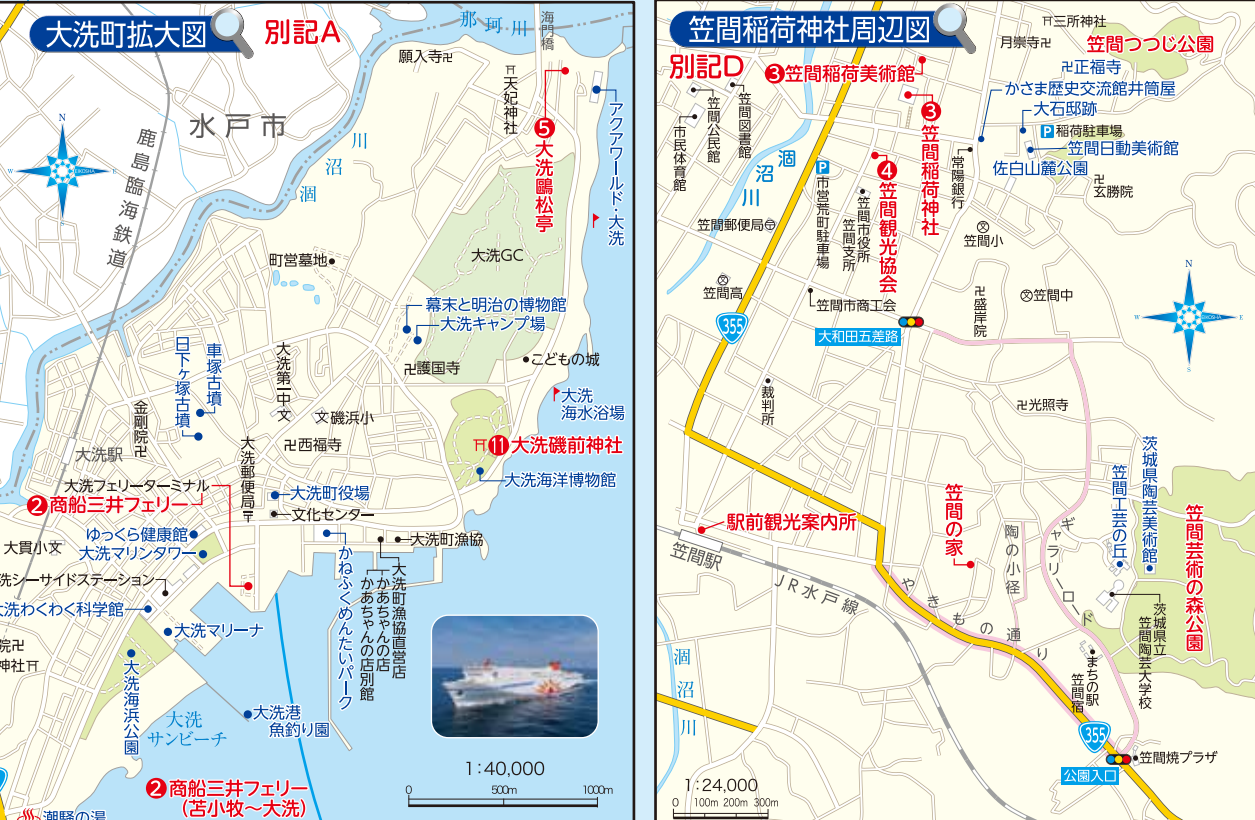 大洗町拡大図
別記A
那珂川
海門橋
願入寺卍
天妃神社
アクアワールド・大洗
水戸市
涸沼川
鹿島臨海鉄道
5 大洗鷗松亭
N
W
E
S
EIKOSHA
大洗GC
町営墓地
幕末と明治の博物館
大洗キャンプ場
日下ヶ塚古墳
車塚古墳
大洗第一中文
卍護国寺
こどもの城
大洗
海水浴場
金剛院卍
文磯浜小
大洗駅
大洗郵便局
卍西福寺
11 大洗磯前神社
大洗海洋博物館
大洗フェリーターミナル
2 商船三井フェリー
大洗町役場
文化センター
ゆっくら健康館
大洗マリンタワー
大貫小文
大洗町漁協
洗シーサイドステーション
大洗わくわく科学館
かねふくめんたいパーク
かあちゃんの店別館
かあちゃんの店
大洗町漁協直営店
大洗マリーナ
院卍
神社
大洗海浜公園
大洗
サンビーチ
大洗港
魚釣り園
2 商船三井フェリー
(苫小牧〜大洗)
潮騒の湯
1:40,000
0 500m 1000m
笠間稲荷神社周辺図
別記D
三所神社
月崇寺卍
笠間つつじ公園
3 笠間稲荷美術館
卍正福寺
かさま歴史交流館井筒屋
大石邸跡
P 稲荷駐車場
笠間日動美術館
佐白山麓公園
卍玄勝院
笠間公民館
笠間図書館
市民体育館
3 笠間稲荷神社
常陽銀行
涸沼川
P 市営荒町駐車場
4 笠間観光協会
笠間市役所
笠間支所
笠間郵便局
笠間小
笠間高
笠間市商工会
卍盛岸院
笠間中
355
大和田五差路
N
W
E
S
EIKOSHA
裁判所
卍光照寺
駅前観光案内所
笠間駅
JR水戸線
笠間の家
陶の小径
ギャラリーロード
笠間工芸の丘
茨城県陶芸美術館
笠間芸術の森公園
やきもの通り
茨城県立
笠間陶芸大学校
まちの駅
笠間宿
涸沼川
355
笠間焼プラザ
公園入口
1:24,000
0 100m 200m 300m